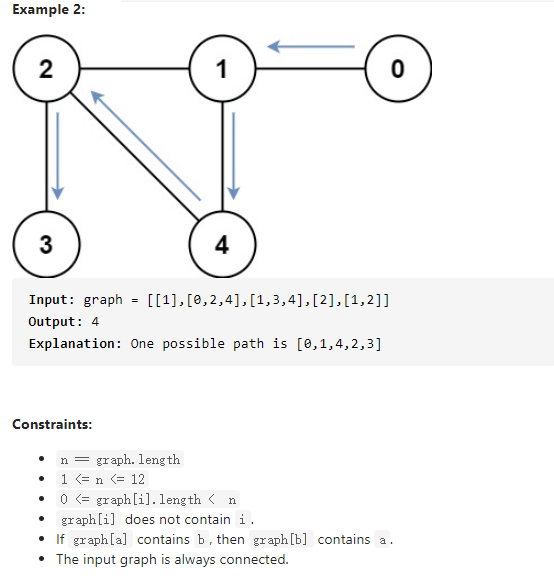 Example 2:
2 1 0
3 4
Input: graph = [[1],[0,2,4],[1,3,4],[2],[1,2]]
Output: 4
Explanation: One possible path is [0,1,4,2,3]
Constraints:
• n == graph.length
• 1 <= n <= 12
• 0 <= graph[i].length < n
• graph[i] does not contain i.
• If graph[a] contains b, then graph[b] contains a.
• The input graph is always connected.